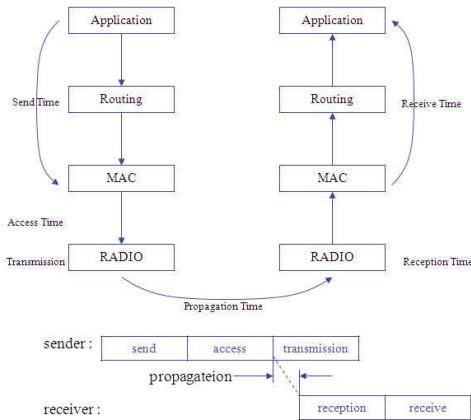 Application
Application
Send Time
Routing
Routing
Receive Time
MAC
MAC
Access Time
Transmission
RADIO
RADIO
Reception Time
Propagation Time
sender :
send
access
transmission
propagateion
receiver :
reception
receive